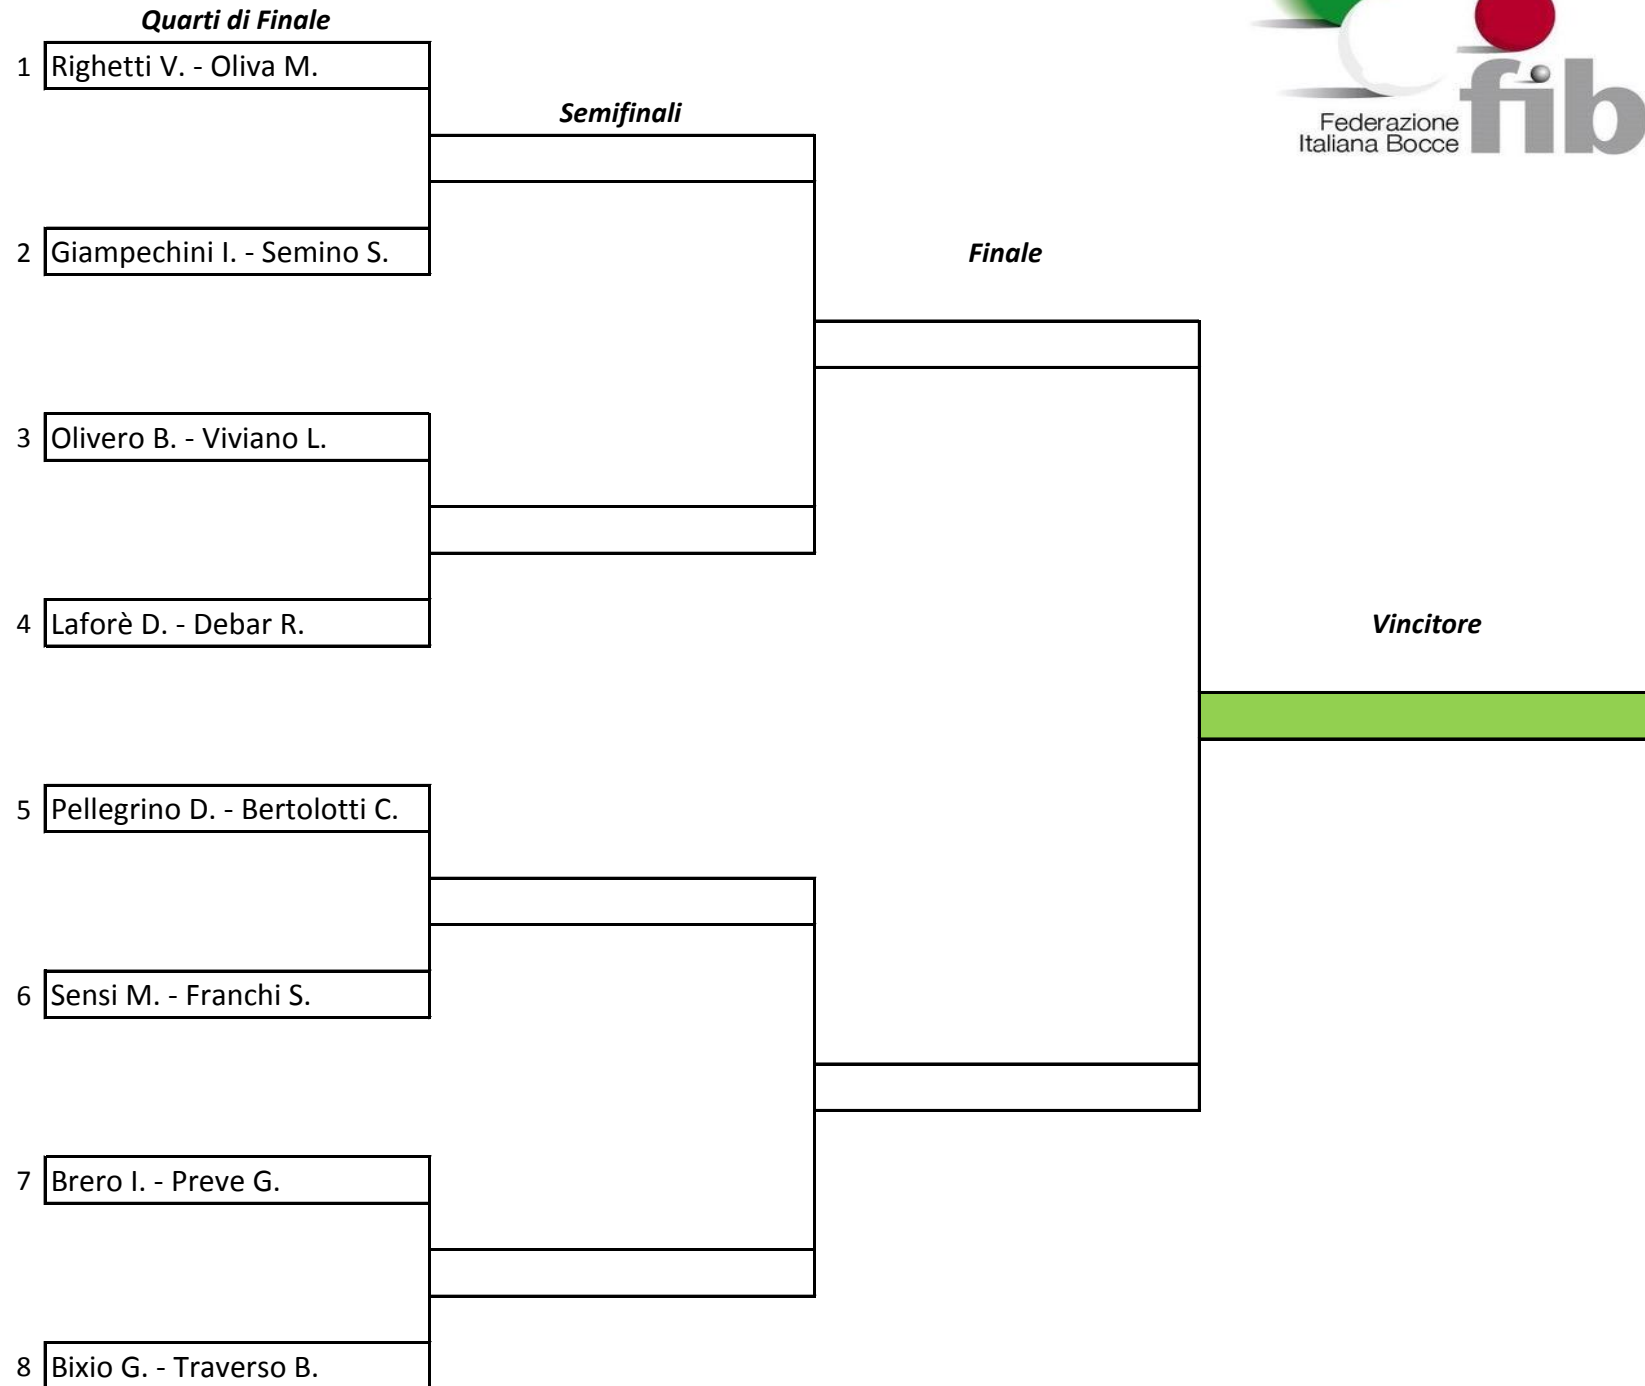 Quarti di Finale
1 Righetti V. - Oliva M.
Semifinali
Federazione
Italiana Bocce
fib
2 Giampechini I. - Semino S.
Finale
3 Olivero B. - Viviano L.
4 Laforè D. - Debar R.
Vincitore
5 Pellegrino D. - Bertolotti C.
6 Sensi M. - Franchi S.
7 Brero I. - Preve G.
8 Bixio G. - Traverso B.